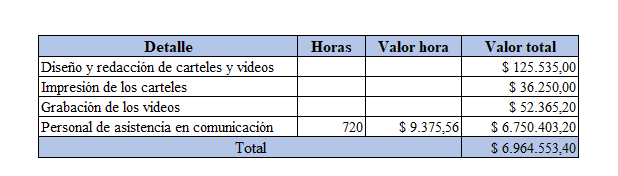 Detalle Horas Valor hora Valor total
Diseño y redacción de carteles y videos $ 125.535,00
Impresión de los carteles $ 36.250,00
Grabación de los videos $ 52.365,20
Personal de asistencia en comunicación 720 $ 9.375,56 $ 6.750.403,20
Total $ 6.964.553,40